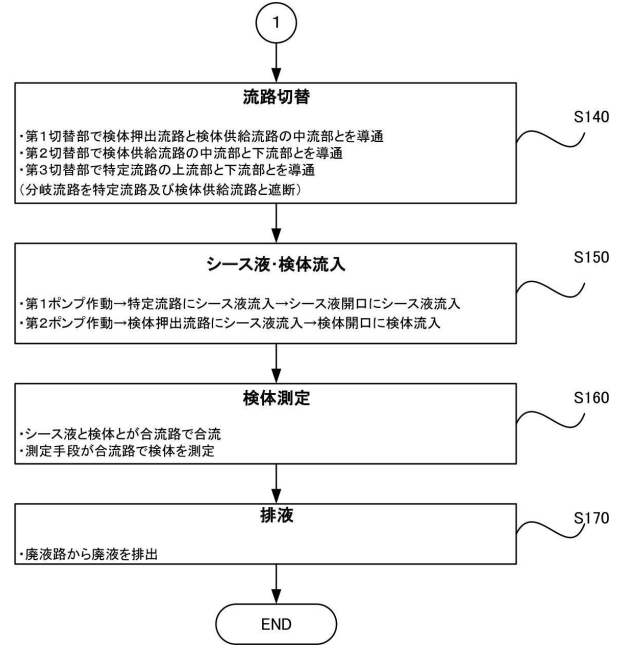 1
流路切替
S140
・第1切替部で検体押出流路と検体供給流路の中流部とを導通
・第2切替部で検体供給流路の中流部と下流部とを導通
・第3切替部で特定流路の上流部と下流部とを導通
(分岐流路を特定流路及び検体供給流路と遮断)
シース液・検体流入
S150
・第1ポンプ作動→特定流路にシース液流入→シース液開口にシース液流入
・第2ポンプ作動→検体押出流路にシース液流入→検体開口に検体流入
検体測定
S160
・シース液と検体とが合流路で合流
・測定手段が合流路で検体を測定
排液
S170
・廃液路から廃液を排出
END